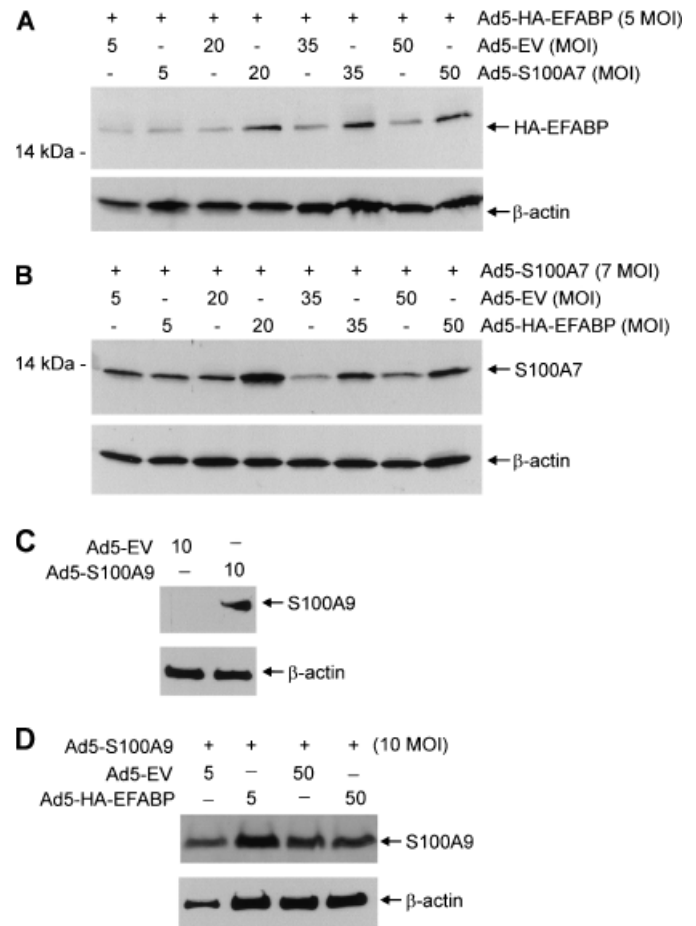 A + + + + + + + + Ad5-HA-EFABP (5 MOI)
5 - 20 - 35 - 50 - Ad5-EV (MOI)
- 5 - 20 - 35 - 50 Ad5-S100A7 (MOI)
HA-EFABP
14 kDa -
β-actin
B + + + + + + + + Ad5-S100A7 (7 MOI)
5 - 20 - 35 - 50 - Ad5-EV (MOI)
- 5 - 20 - 35 - 50 Ad5-HA-EFABP (MOI)
14 kDa -
S100A7
β-actin
C
Ad5-EV 10 –
Ad5-S100A9 – 10
S100A9
β-actin
D Ad5-S100A9 + + + + (10 MOI)
Ad5-EV 5 – 50 –
Ad5-HA-EFABP – 5 – 50
S100A9
β-actin